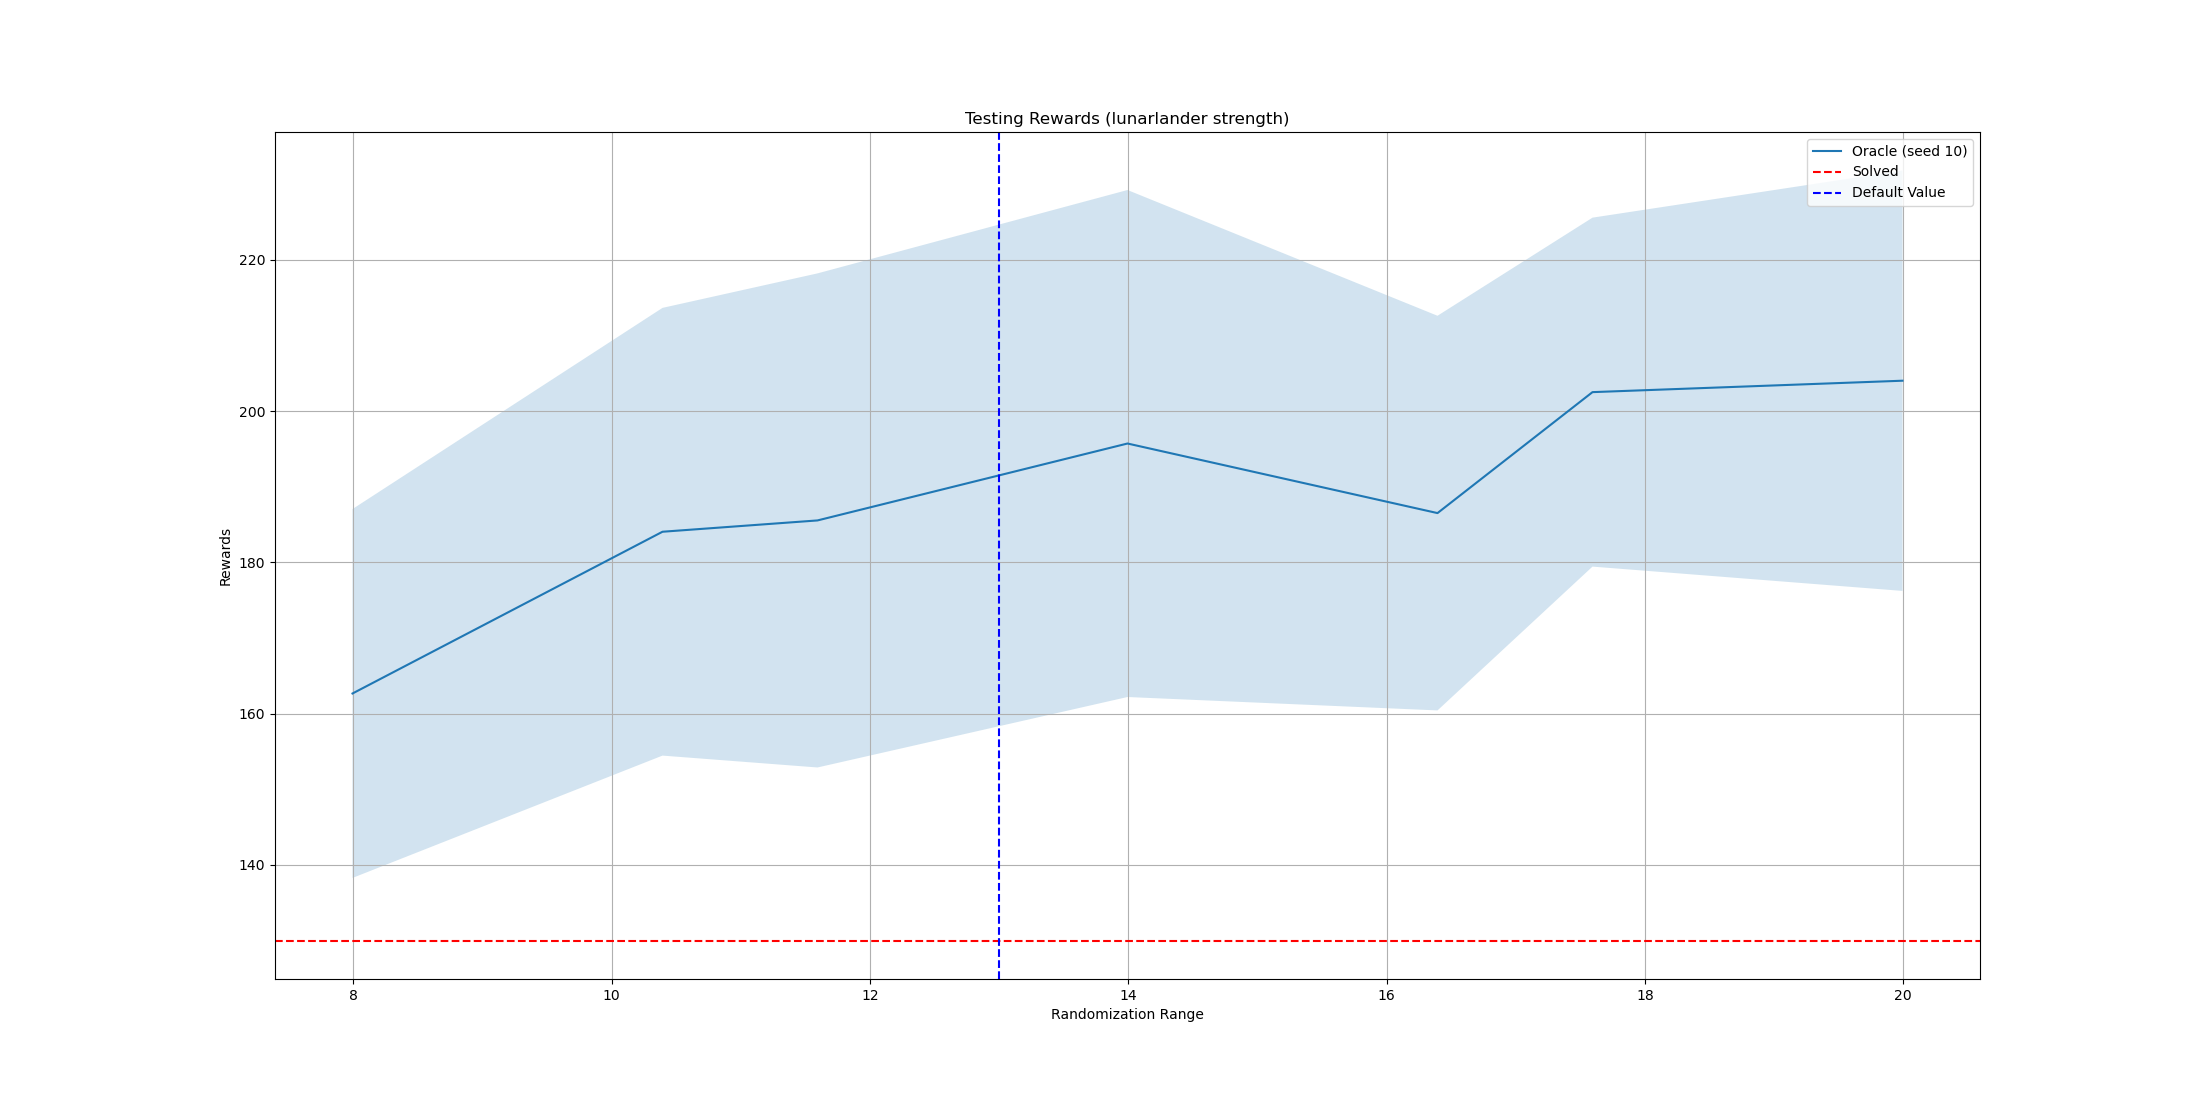 Testing Rewards (lunarlander strength)
Oracle (seed 10)
Solved
Default Value
220
200
180
160
140
Rewards
8 10 12 14 16 18 20
Randomization Range